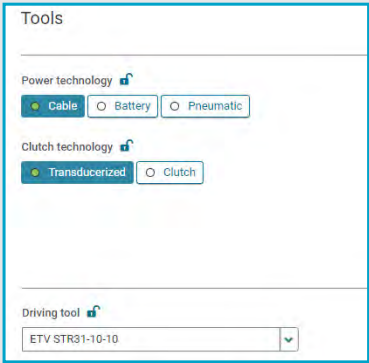 Tools
Power technology
Cable Battery Pneumatic
Clutch technology
Transducerized Clutch
Driving tool
ETV STR31-10-10